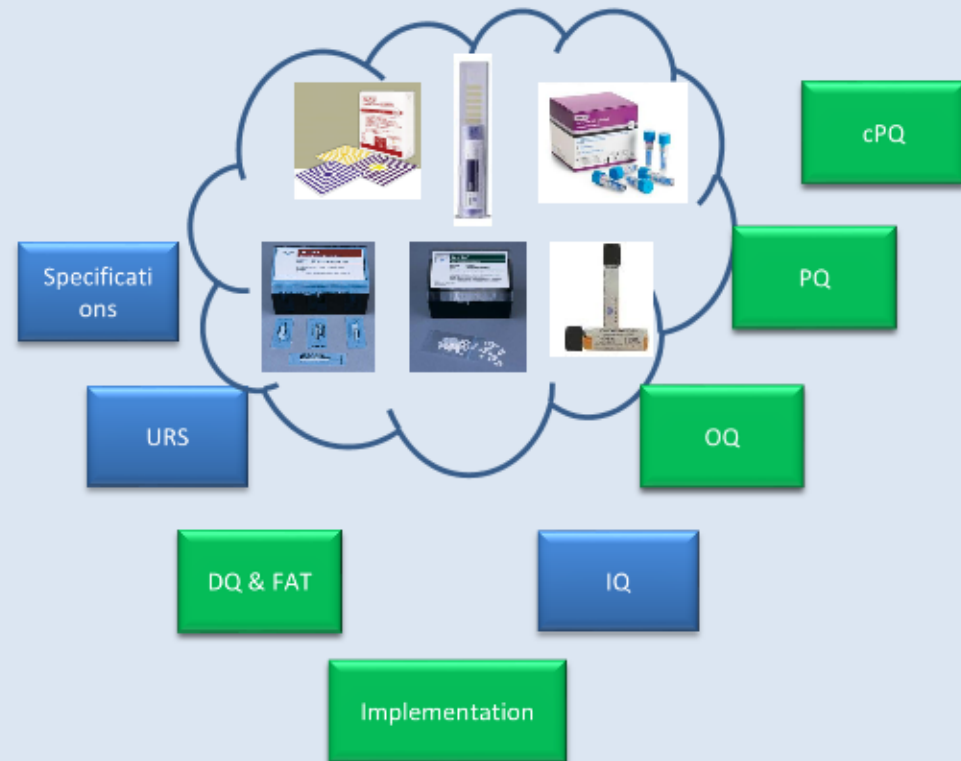 cPQ
Specificati
ons
PQ
URS
OQ
DQ & FAT
IQ
Implementation